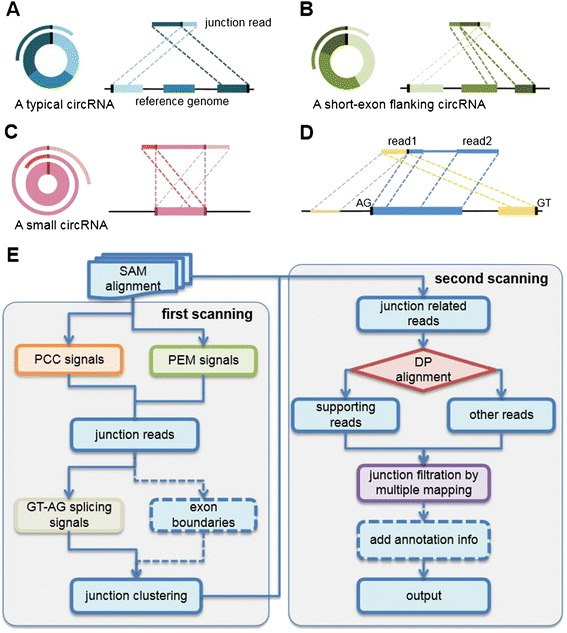 A
junction read
reference genome
A typical circRNA
B
A short-exon flanking circRNA
C
A small circRNA
D
read1
read2
AG
GT
E
SAM
alignment
first scanning
PCC signals
PEM signals
junction reads
GT-AG splicing
signals
exon
boundaries
junction clustering
second scanning
junction related
reads
DP
alignment
supporting
reads
other reads
junction filtration by
multiple mapping
add annotation info
output